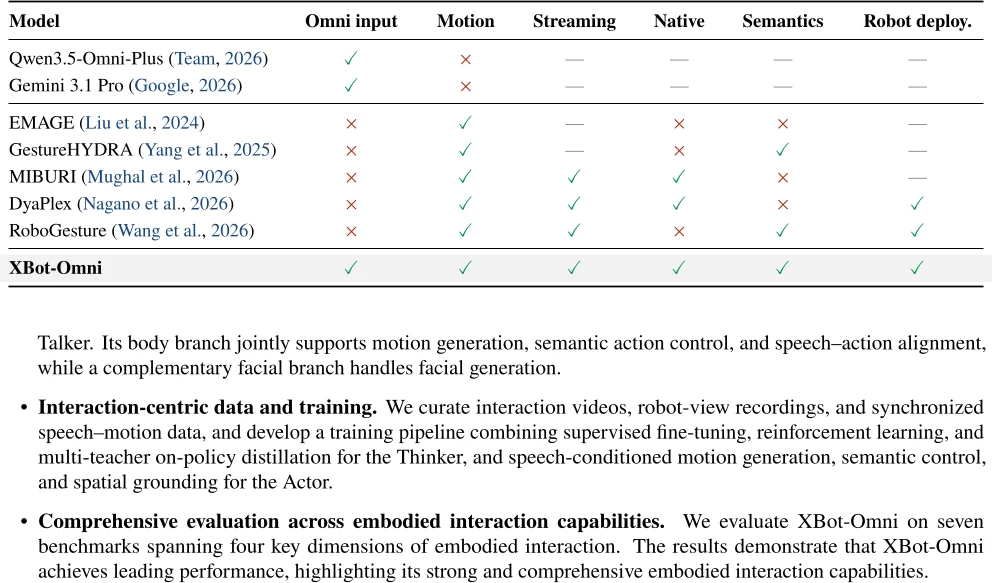 Model Omni input Motion Streaming Native Semantics Robot deploy.
Qwen3.5-Omni-Plus (Team, 2026) ✓ × — — — —
Gemini 3.1 Pro (Google, 2026) ✓ × — — — —
EMAGE (Liu et al., 2024) × ✓ — × × —
GestureHYDRA (Yang et al., 2025) × ✓ — × ✓ —
MIBURI (Mughal et al., 2026) × ✓ ✓ ✓ × —
DyaPlex (Nagano et al., 2026) × ✓ ✓ ✓ × ✓
RoboGesture (Wang et al., 2026) × ✓ ✓ × ✓ ✓
XBot-Omni ✓ ✓ ✓ ✓ ✓ ✓
Talker. Its body branch jointly supports motion generation, semantic action control, and speech–action alignment,
while a complementary facial branch handles facial generation.
• Interaction-centric data and training. We curate interaction videos, robot-view recordings, and synchronized
speech–motion data, and develop a training pipeline combining supervised fine-tuning, reinforcement learning, and
multi-teacher on-policy distillation for the Thinker, and speech-conditioned motion generation, semantic control,
and spatial grounding for the Actor.
• Comprehensive evaluation across embodied interaction capabilities. We evaluate XBot-Omni on seven
benchmarks spanning four key dimensions of embodied interaction. The results demonstrate that XBot-Omni
achieves leading performance, highlighting its strong and comprehensive embodied interaction capabilities.